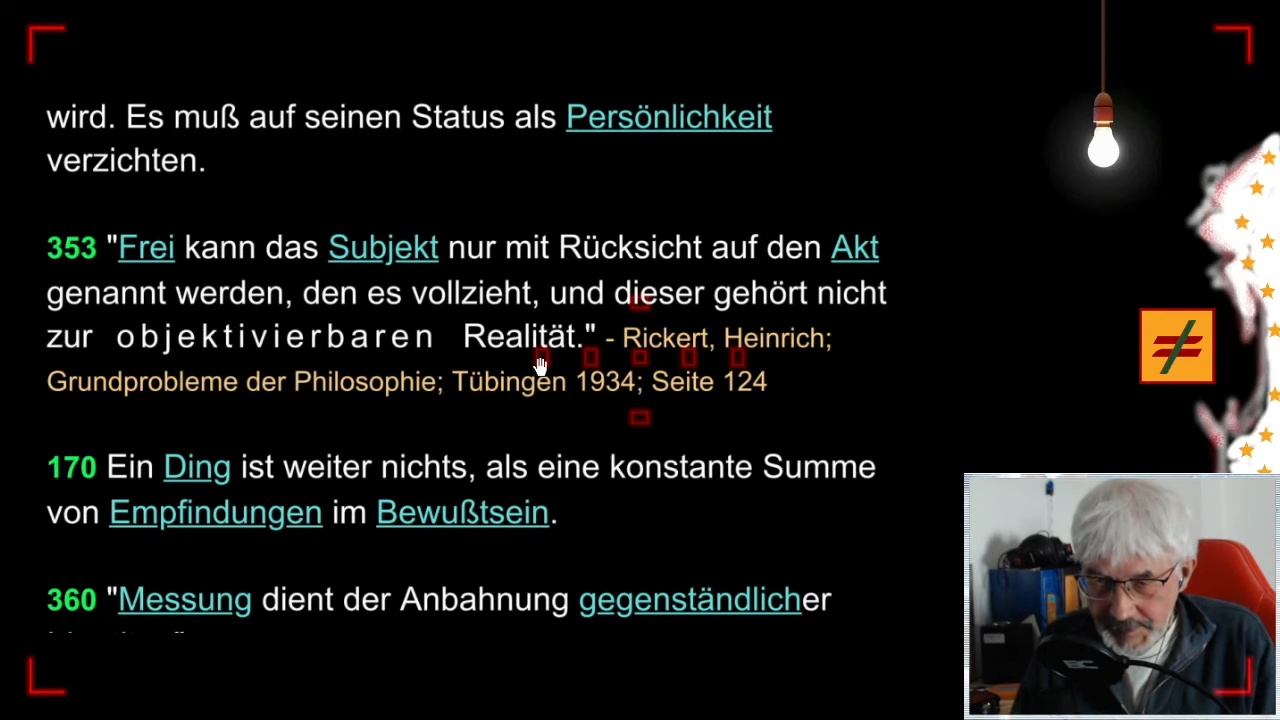 wird. Es muß auf seinen Status als Persönlichkeit
verzichten.
353 "Frei kann das Subjekt nur mit Rücksicht auf den Akt
genannt werden, den es vollzieht, und dieser gehört nicht
zur objektivierbaren Realität." - Rickert, Heinrich;
Grundprobleme der Philosophie; Tübingen 1934; Seite 124
170 Ein Ding ist weiter nichts, als eine konstante Summe
von Empfindungen im Bewußtsein.
360 "Messung dient der Anbahnung gegenständlicher